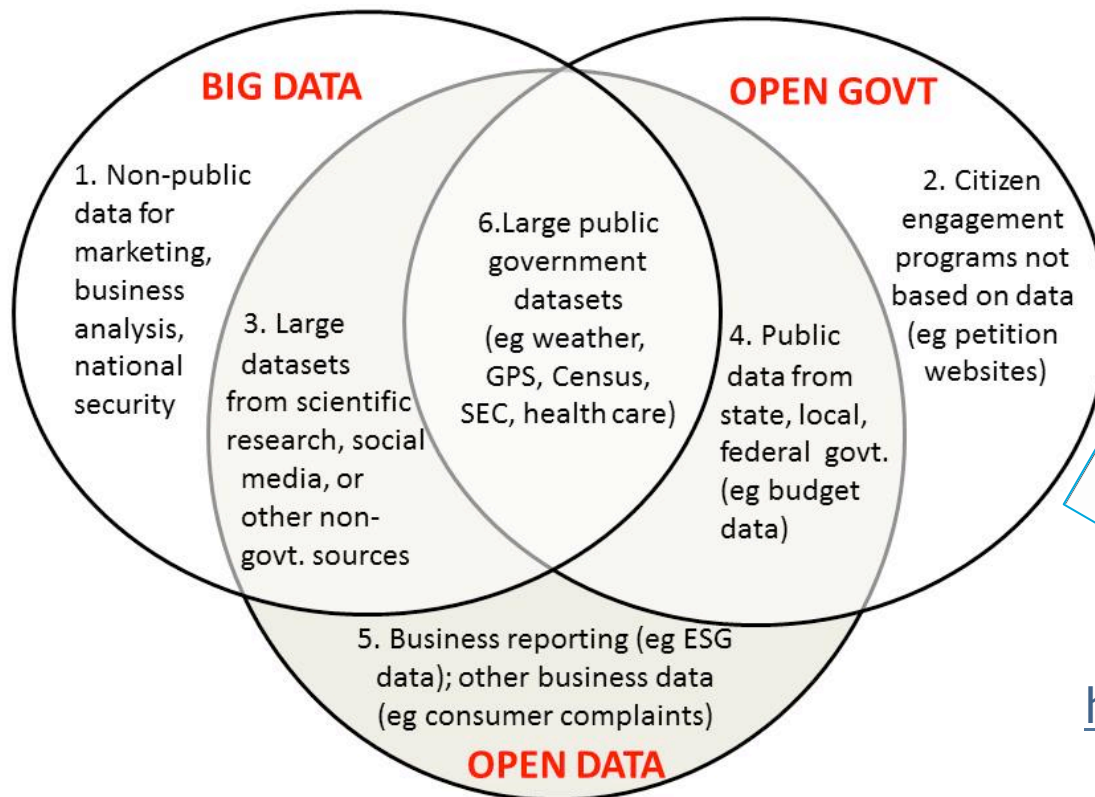 BIG DATA
OPEN GOVT
1. Non-public
data for
marketing,
business
analysis,
national
security
2. Citizen
engagement
programs not
based on data
(eg petition
websites)
6.Large public
government
datasets
(eg weather,
GPS, Census,
SEC, health care)
3. Large
datasets
from scientific
research, social
media, or
other non-
govt. sources
4. Public
data from
state, local,
federal govt.
(eg budget
data)
5. Business reporting (eg ESG
data); other business data
(eg consumer complaints)
OPEN DATA
h